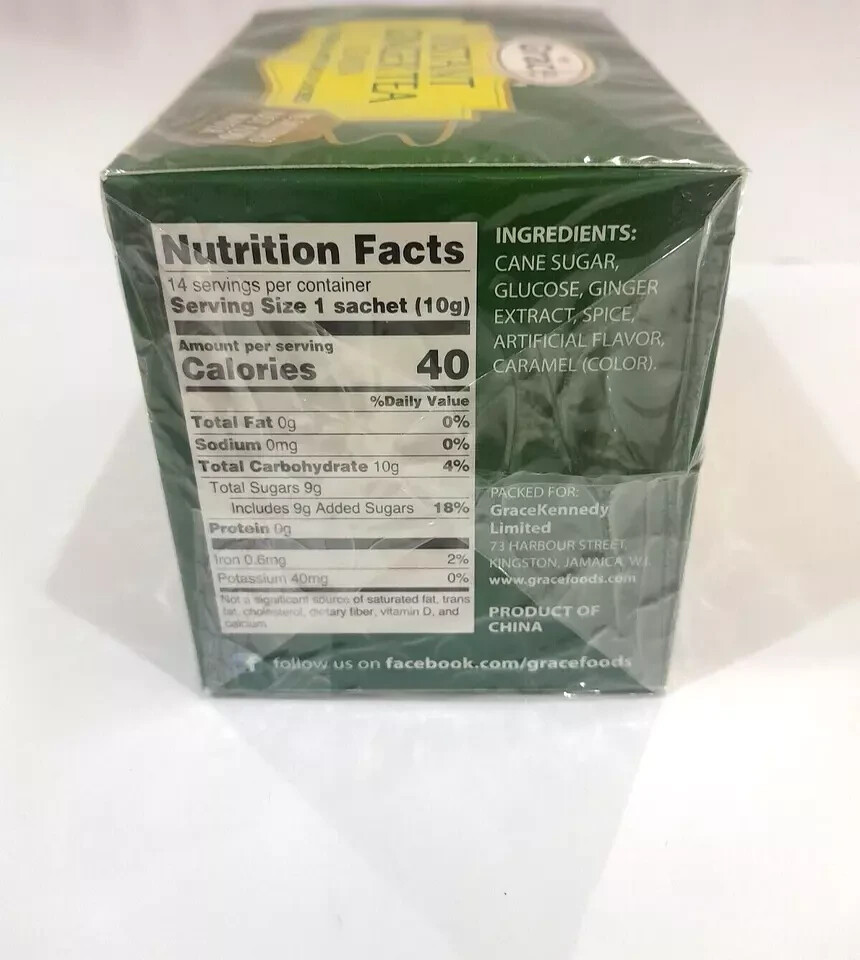 Grace
INSTANT
GINGER TEA
Nutrition Facts
14 servings per container
Serving Size 1 sachet (10g)
Amount per serving
Calories 40
%Daily Value
Total Fat 0g 0%
Sodium 0mg 0%
Total Carbohydrate 10g 4%
Total Sugars 9g
Includes 9g Added Sugars 18%
Protein 0g
Iron 0.6mg 2%
Potassium 40mg 0%
Not a significant source of saturated fat, trans
fat, cholesterol, dietary fiber, vitamin D, and
calcium
INGREDIENTS:
CANE SUGAR,
GLUCOSE, GINGER
EXTRACT, SPICE,
ARTIFICIAL FLAVOR,
CARAMEL (COLOR).
PACKED FOR:
GraceKennedy
Limited
73 HARBOUR STREET,
KINGSTON, JAMAICA, W.I.
www.gracefoods.com
PRODUCT OF
CHINA
f follow us on facebook.com/gracefoods